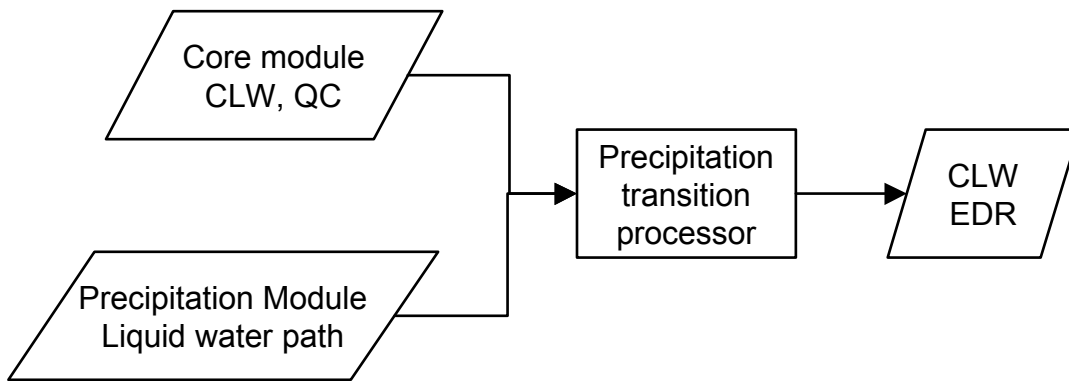 Core module
CLW, QC
Precipitation Module
Liquid water path
Precipitation
transition
processor
CLW
EDR